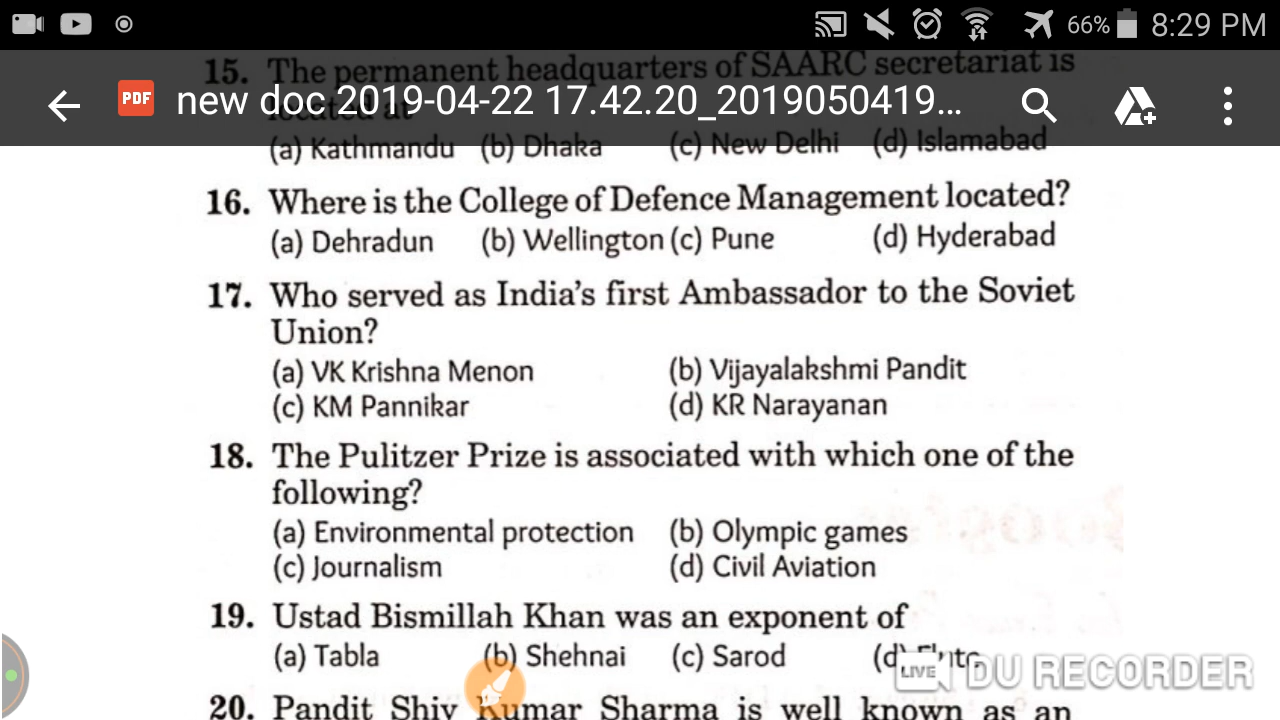 66% 8:29 PM
15. The permanent headquarters of SAARC secretariat is
PDF new doc 2019-04-22 17.42.20_2019050419...
located at
(a) Kathmandu (b) Dhaka (c) New Delhi (d) Islamabad
16. Where is the College of Defence Management located?
(a) Dehradun (b) Wellington (c) Pune (d) Hyderabad
17. Who served as India's first Ambassador to the Soviet
Union?
(a) VK Krishna Menon (b) Vijayalakshmi Pandit
(c) KM Pannikar (d) KR Narayanan
18. The Pulitzer Prize is associated with which one of the
following?
(a) Environmental protection (b) Olympic games
(c) Journalism (d) Civil Aviation
19. Ustad Bismillah Khan was an exponent of
(a) Tabla (b) Shehnai (c) Sarod (d) Flute
LIVE DU RECORDER
20. Pandit Shiv Kumar Sharma is well known as an